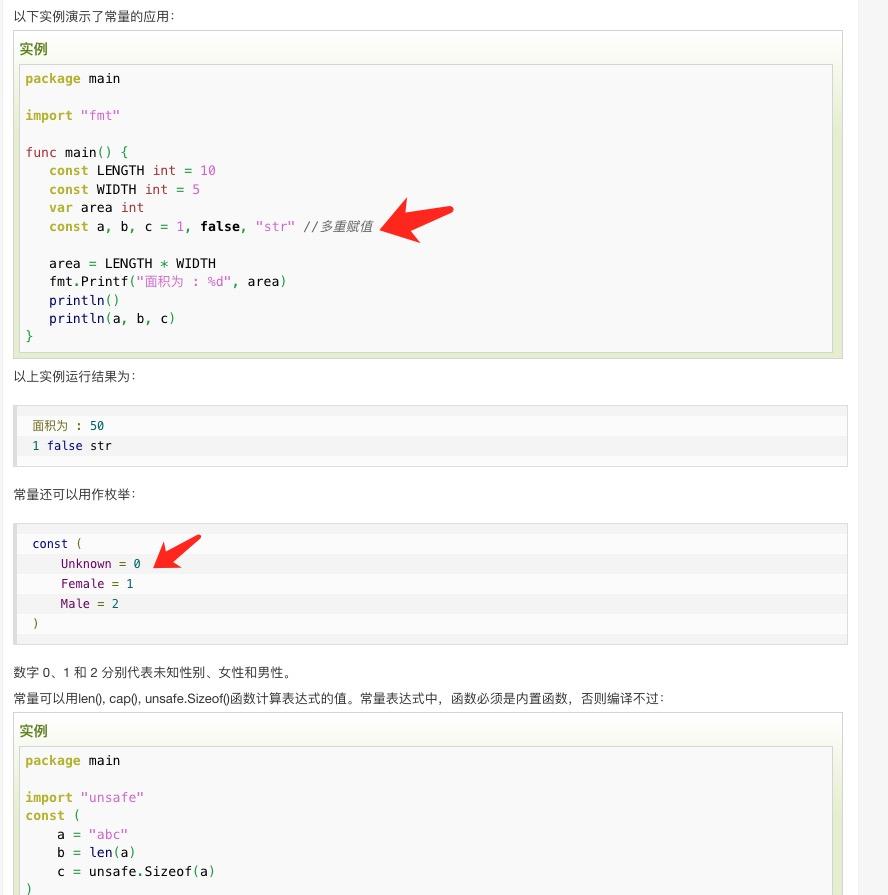 以下实例演示了常量的应用：
实例
package main
import "fmt"
func main() {
const LENGTH int = 10
const WIDTH int = 5
var area int
const a, b, c = 1, false, "str" //多重赋值
area = LENGTH * WIDTH
fmt.Printf("面积为 : %d", area)
println()
println(a, b, c)
}
以上实例运行结果为：
面积为 : 50
1 false str
常量还可以用作枚举：
const (
Unknown = 0
Female = 1
Male = 2
)
数字 0、1 和 2 分别代表未知性别、女性和男性。
常量可以用len(), cap(), unsafe.Sizeof()函数计算表达式的值。常量表达式中，函数必须是内置函数，否则编译不过：
实例
package main
import "unsafe"
const (
a = "abc"
b = len(a)
c = unsafe.Sizeof(a)
)